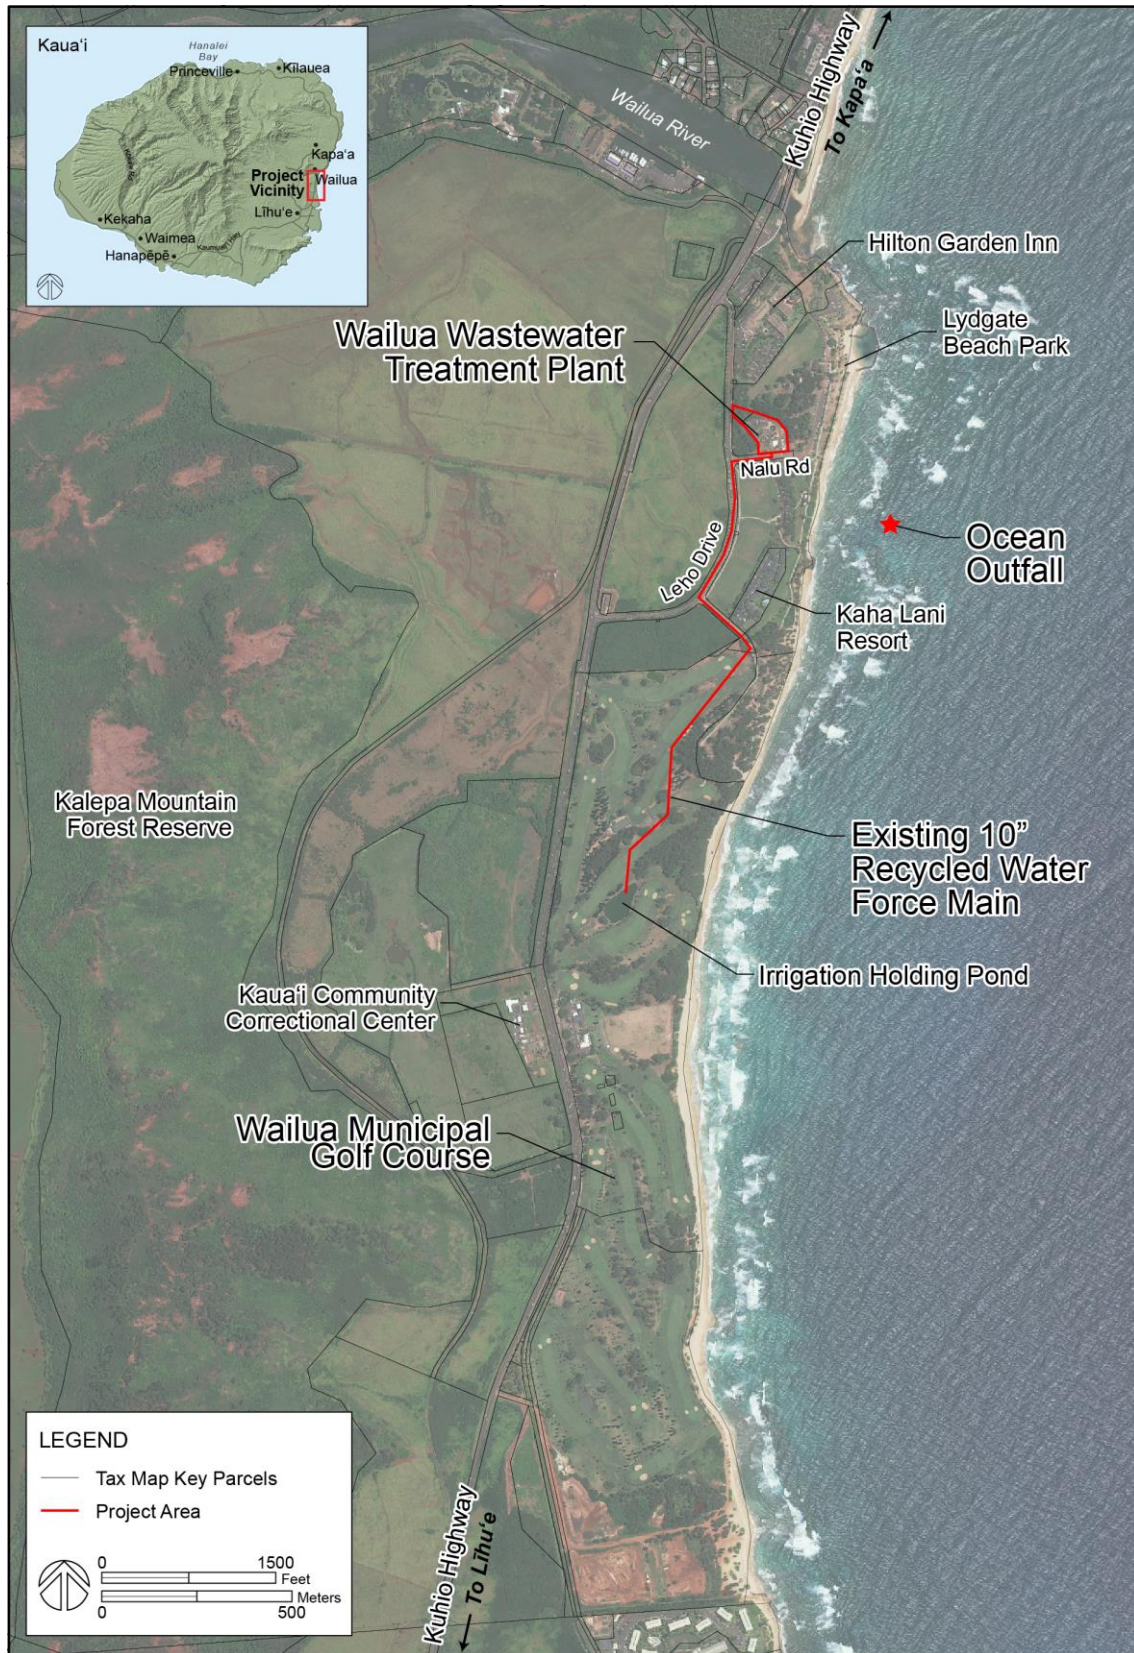 Kaua‘i
Hanalei
Bay
Princeville
Kīlauea
Kapa‘a
Wailua
Project
Vicinity
Līhu‘e
Kekaha
Waimea
Hanapēpē
Kaumualii Hwy
Wailua River
Kuhio Highway
To Kapa‘a
Hilton Garden Inn
Lydgate
Beach Park
Wailua Wastewater
Treatment Plant
Nalu Rd
Ocean
Outfall
Leho Drive
Kaha Lani
Resort
Kalepa Mountain
Forest Reserve
Existing 10”
Recycled Water
Force Main
Irrigation Holding Pond
Kaua‘i Community
Correctional Center
Wailua Municipal
Golf Course
Kuhio Highway
To Līhu‘e
LEGEND
Tax Map Key Parcels
Project Area
0 1500
Feet
Meters
0 500